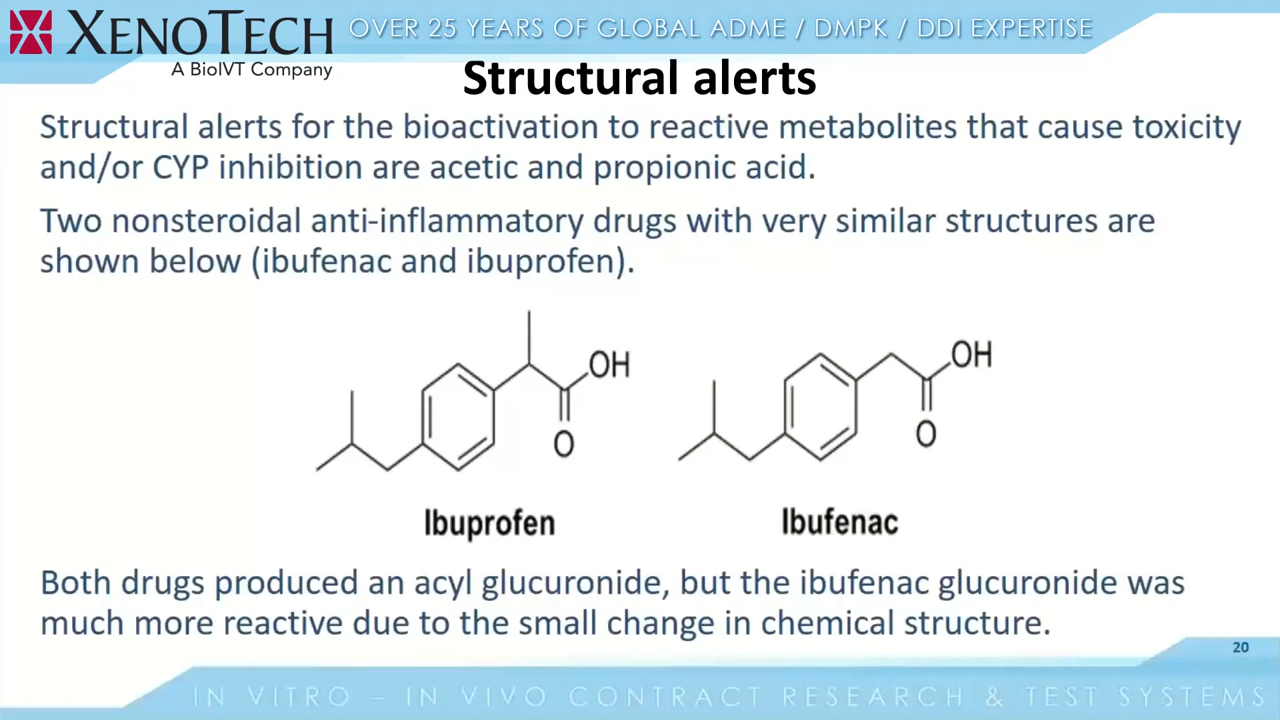 XENOTECH
A BioIVT Company
OVER 25 YEARS OF GLOBAL ADME / DMPK / DDI EXPERTISE
Structural alerts
Structural alerts for the bioactivation to reactive metabolites that cause toxicity
and/or CYP inhibition are acetic and propionic acid.
Two nonsteroidal anti-inflammatory drugs with very similar structures are
shown below (ibufenac and ibuprofen).
OH
O
Ibuprofen
OH
O
Ibufenac
Both drugs produced an acyl glucuronide, but the ibufenac glucuronide was
much more reactive due to the small change in chemical structure.
20
IN VITRO – IN VIVO CONTRACT RESEARCH & TEST SYSTEMS